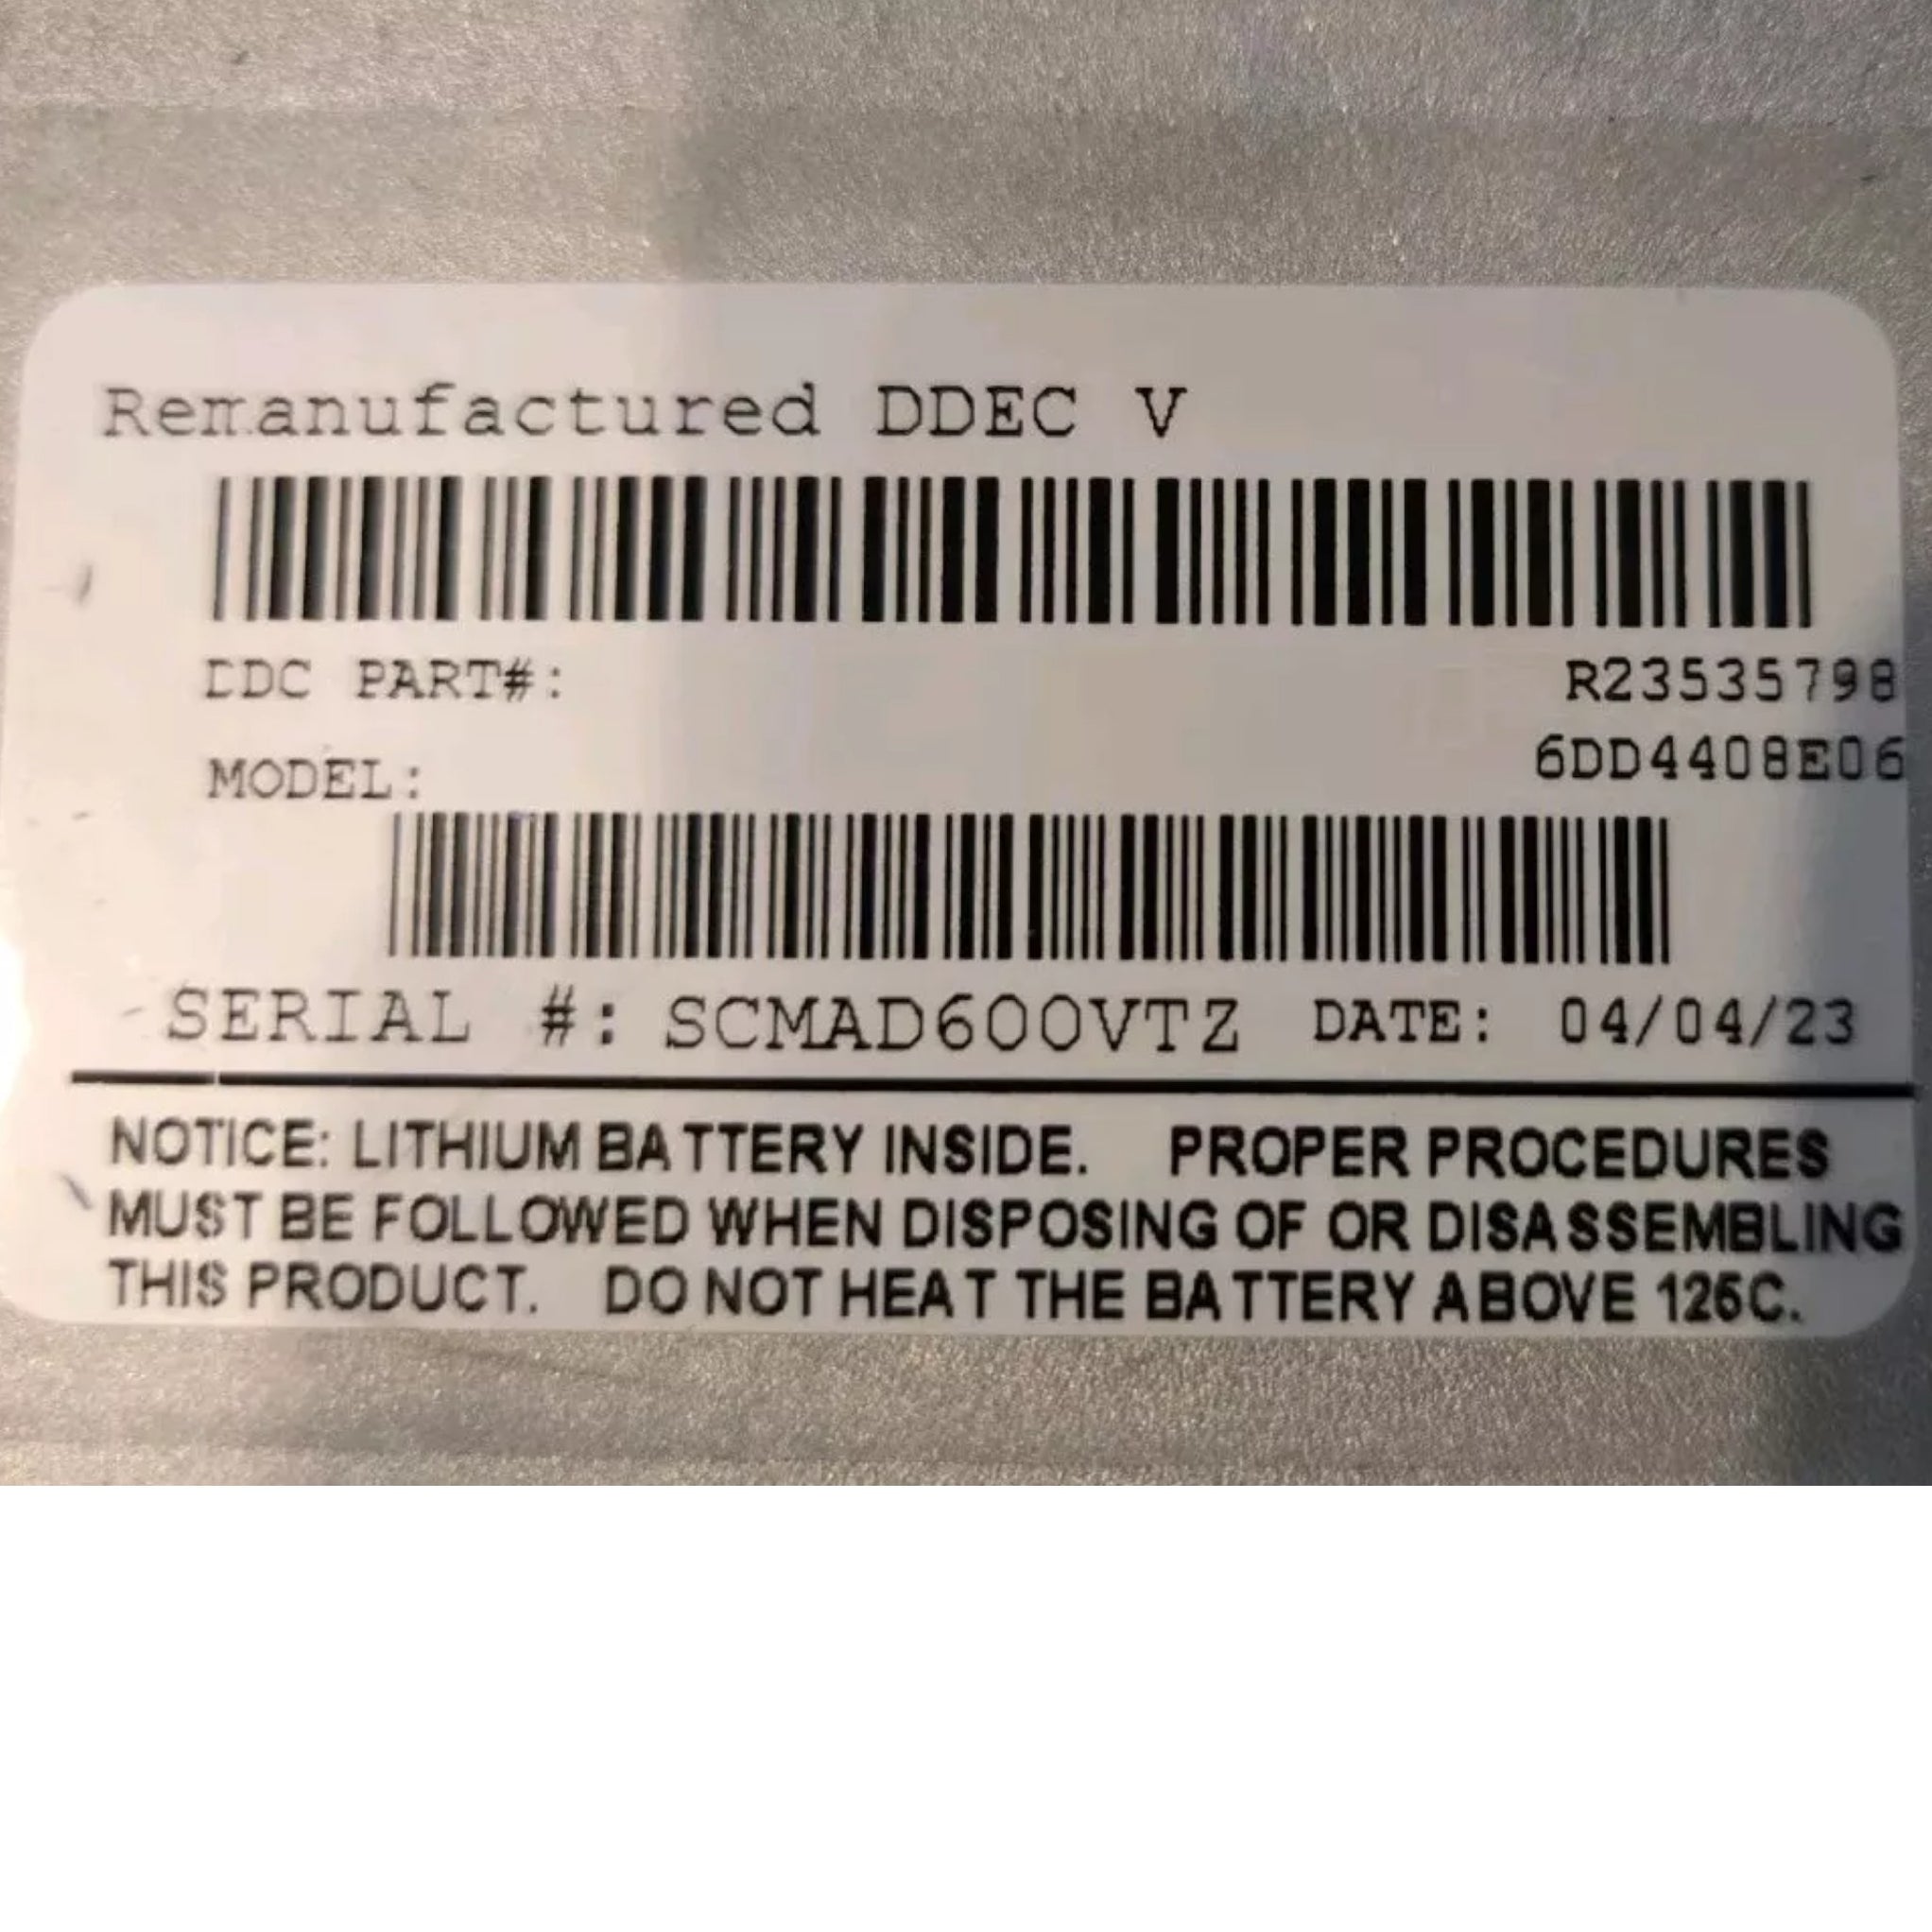 Remanufactured DDEC V
DDC PART#: R23535798
MODEL: 6DD4408E06
SERIAL #: SCMAD600VTZ DATE: 04/04/23
NOTICE: LITHIUM BATTERY INSIDE. PROPER PROCEDURES
MUST BE FOLLOWED WHEN DISPOSING OF OR DISASSEMBLING
THIS PRODUCT. DO NOT HEAT THE BATTERY ABOVE 125C.